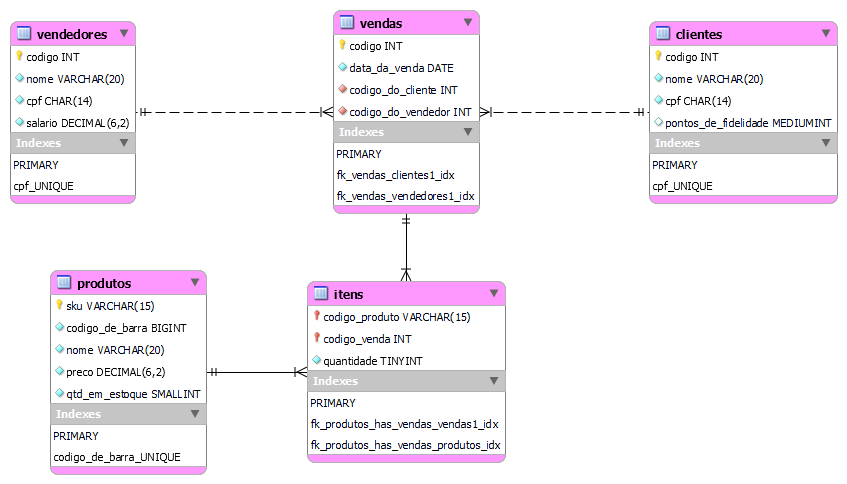 vendedores
codigo INT
nome VARCHAR(20)
cpf CHAR(14)
salario DECIMAL(6,2)
Indexes
PRIMARY
cpf_UNIQUE
vendas
codigo INT
data_da_venda DATE
codigo_do_cliente INT
codigo_do_vendedor INT
Indexes
PRIMARY
fk_vendas_clientes1_idx
fk_vendas_vendedores1_idx
clientes
codigo INT
nome VARCHAR(20)
cpf CHAR(14)
pontos_de_fidelidade MEDIUMINT
Indexes
PRIMARY
cpf_UNIQUE
produtos
sku VARCHAR(15)
codigo_de_barra BIGINT
nome VARCHAR(20)
preco DECIMAL(6,2)
qtd_em_estoque SMALLINT
Indexes
PRIMARY
codigo_de_barra_UNIQUE
itens
codigo_produto VARCHAR(15)
codigo_venda INT
quantidade TINYINT
Indexes
PRIMARY
fk_produtos_has_vendas_vendas1_idx
fk_produtos_has_vendas_produtos_idx